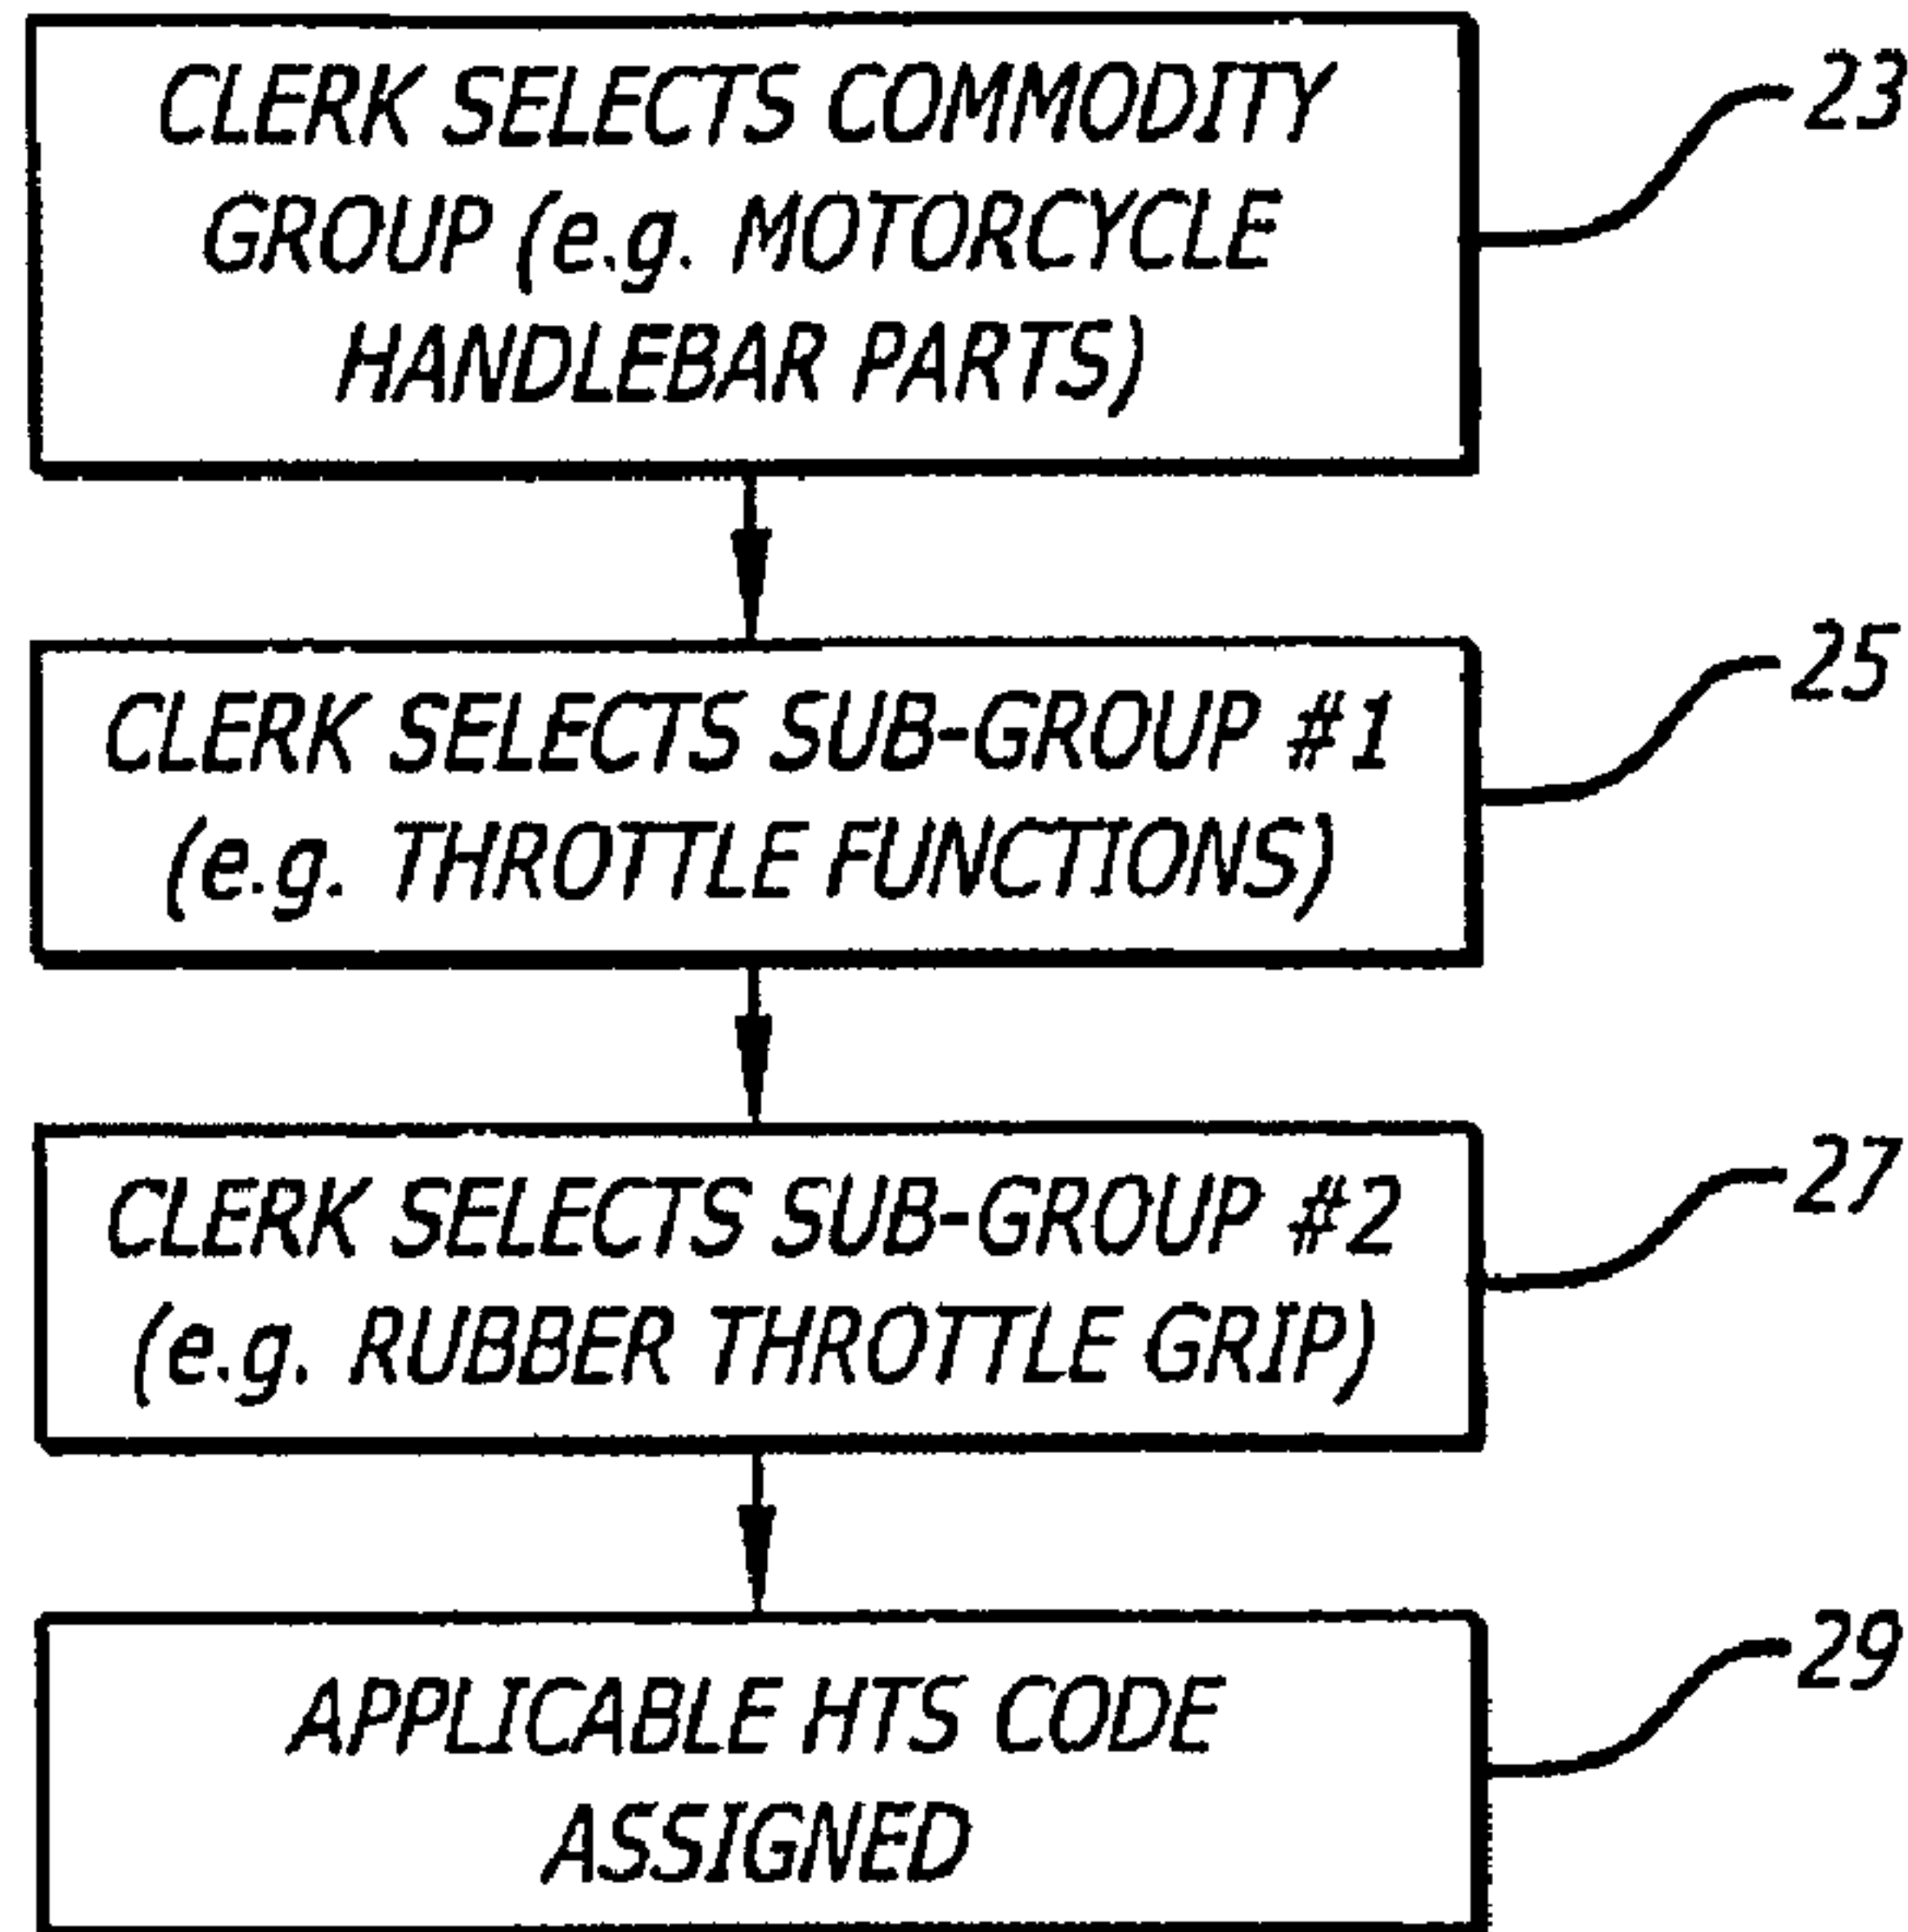 CLERK SELECTS COMMODITY
GROUP (e.g. MOTORCYCLE
HANDLEBAR PARTS)
23
CLERK SELECTS SUB-GROUP #1
(e.g. THROTTLE FUNCTIONS)
25
CLERK SELECTS SUB-GROUP #2
(e.g. RUBBER THROTTLE GRIP)
27
APPLICABLE HTS CODE
ASSIGNED
29